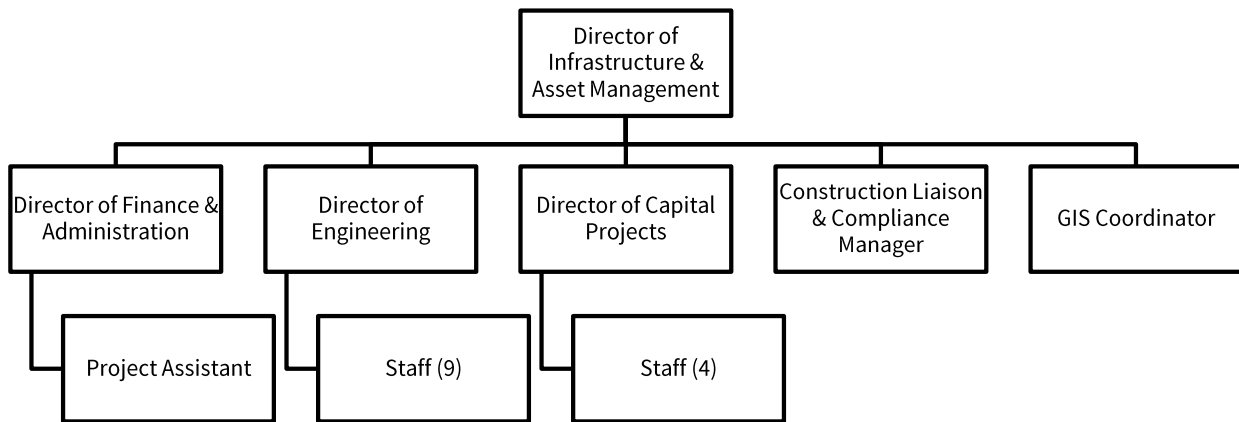 Director of
Infrastructure &
Asset Management
Director of Finance &
Administration
Director of
Engineering
Director of Capital
Projects
Construction Liaison
& Compliance
Manager
GIS Coordinator
Project Assistant
Staff (9)
Staff (4)